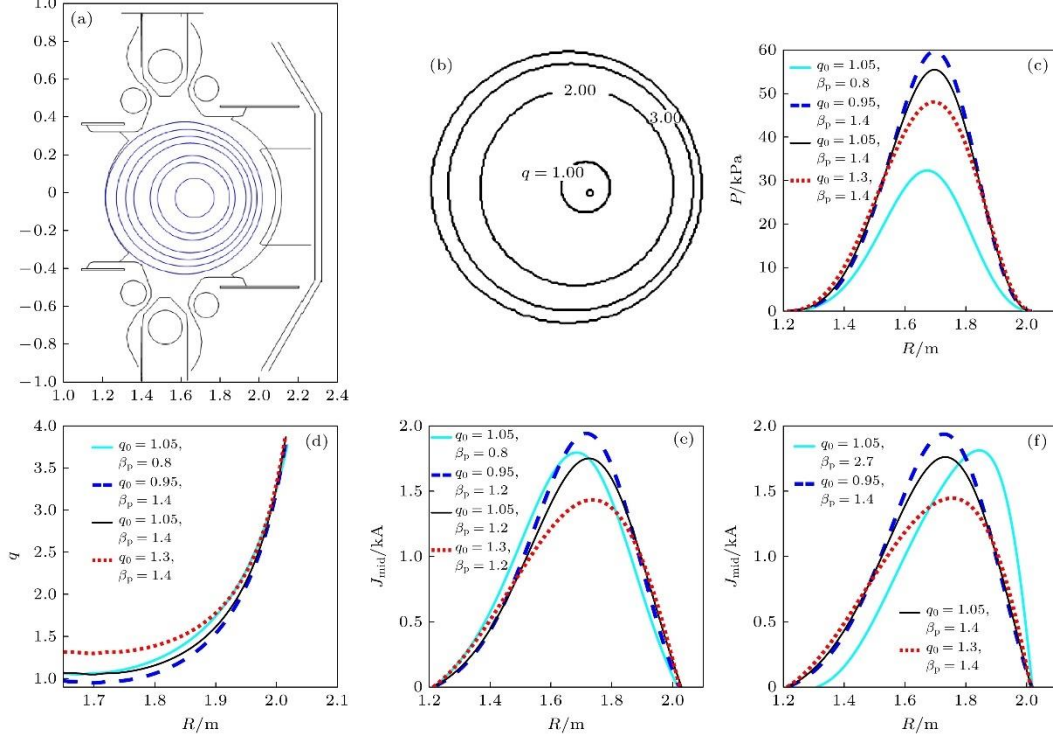 (a)
1.0
0.8
0.6
0.4
0.2
0
−0.2
−0.4
−0.6
−0.8
−1.0
1.0 1.2 1.4 1.6 1.8 2.0 2.2 2.4
(b)
2.00
3.00
q = 1.00
(c)
q₀ = 1.05,
βp = 0.8
q₀ = 0.95,
βp = 1.4
q₀ = 1.05,
βp = 1.4
q₀ = 1.3,
βp = 1.4
P/kPa
60
50
40
30
20
10
0
1.2 1.4 1.6 1.8 2.0
R/m
(d)
q₀ = 1.05,
βp = 0.8
q₀ = 0.95,
βp = 1.4
q₀ = 1.05,
βp = 1.4
q₀ = 1.3,
βp = 1.4
q
4.0
3.5
3.0
2.5
2.0
1.5
1.0
1.7 1.8 1.9 2.0 2.1
R/m
(e)
q₀ = 1.05,
βp = 0.8
q₀ = 0.95,
βp = 1.2
q₀ = 1.05,
βp = 1.2
q₀ = 1.3,
βp = 1.2
Jmid/kA
2.0
1.5
1.0
0.5
0
1.2 1.4 1.6 1.8 2.0
R/m
(f)
q₀ = 1.05,
βp = 2.7
q₀ = 0.95,
βp = 1.4
q₀ = 1.05,
βp = 1.4
q₀ = 1.3,
βp = 1.4
Jmid/kA
2.0
1.5
1.0
0.5
0
1.2 1.4 1.6 1.8 2.0
R/m